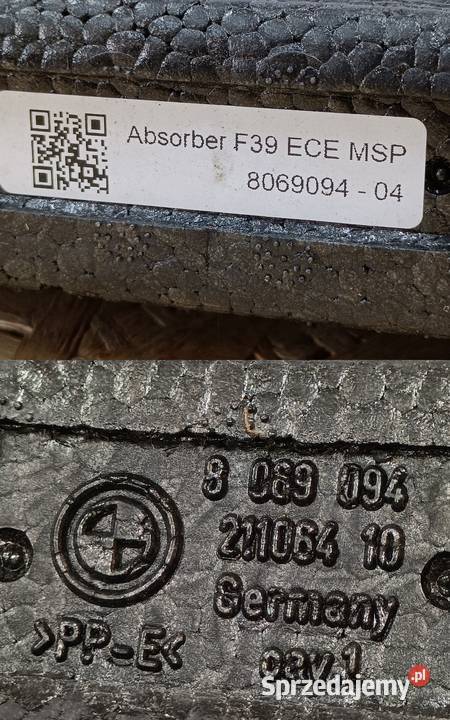 Absorber F39 ECE MSP
8069094 - 04
8 069 094
211064 10
Germany
>PP-E<
cav.1
Sprzedajemy.pl